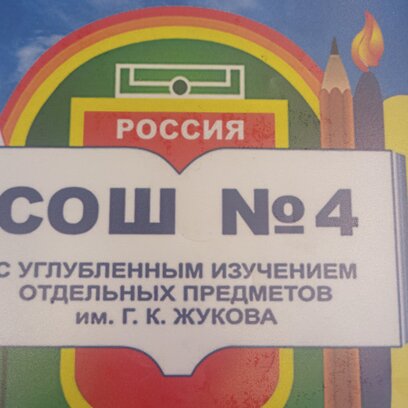 РОССИЯ
СОШ №4
С УГЛУБЛЕННЫМ ИЗУЧЕНИЕМ
ОТДЕЛЬНЫХ ПРЕДМЕТОВ
им. Г. К. ЖУКОВА